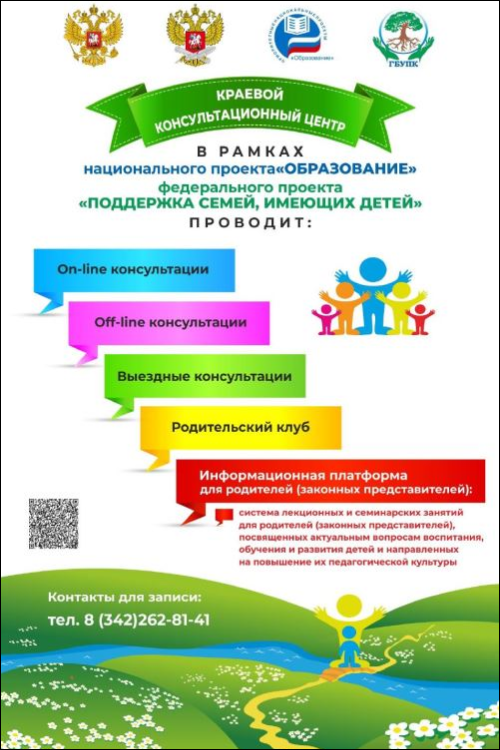 «Образование»
ГБУПК
КРАЕВОЙ
КОНСУЛЬТАЦИОННЫЙ ЦЕНТР
В РАМКАХ
национального проекта«ОБРАЗОВАНИЕ»
федерального проекта
«ПОДДЕРЖКА СЕМЕЙ, ИМЕЮЩИХ ДЕТЕЙ»
ПРОВОДИТ:
On-line консультации
Off-line консультации
Выездные консультации
Родительский клуб
Информационная платформа
для родителей (законных представителей):
система лекционных и семинарских занятий
для родителей (законных представителей),
посвященных актуальным вопросам воспитания,
обучения и развития детей и направленных
на повышение их педагогической культуры
Контакты для записи:
тел. 8 (342)262-81-41